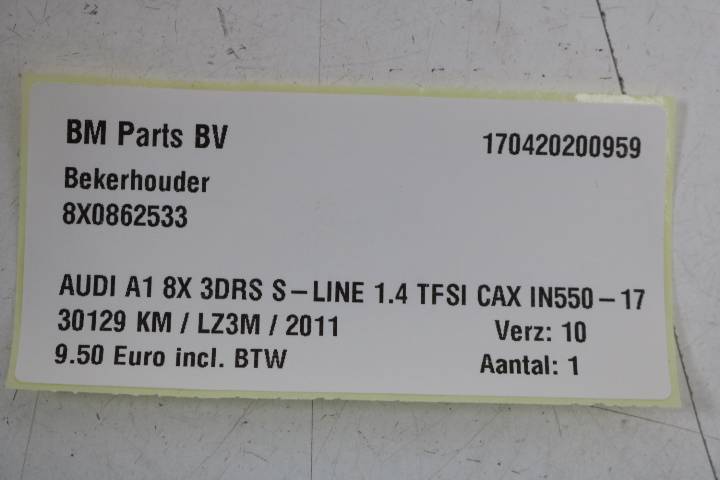 BM Parts BV 170420200959
Bekerhouder
8X0862533
AUDI A1 8X 3DRS S-LINE 1.4 TFSI CAX IN550-17
30129 KM / LZ3M / 2011 Verz: 10
9.50 Euro incl. BTW Aantal: 1